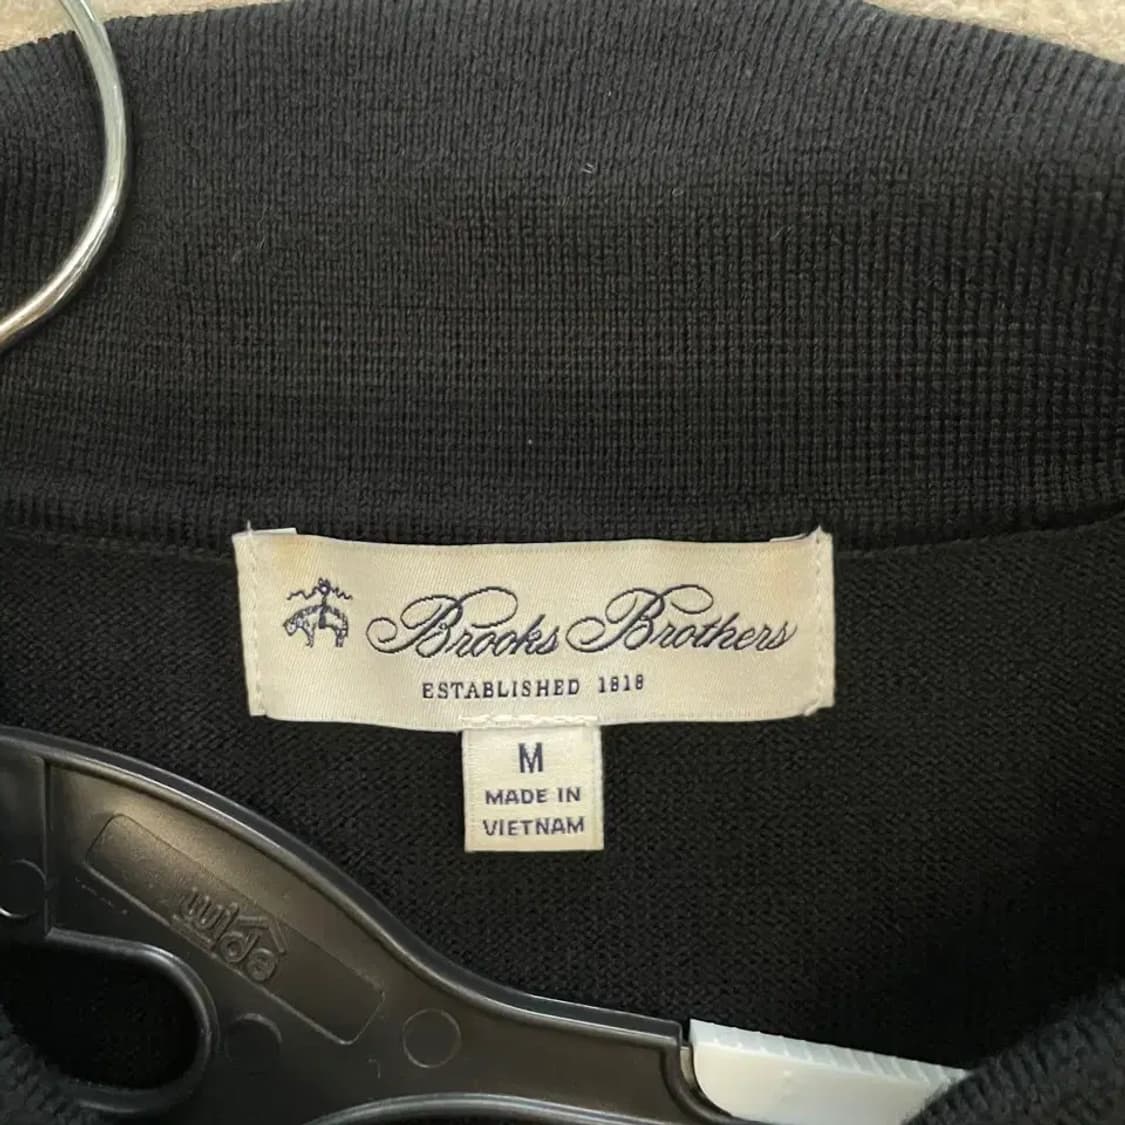 Brooks Brothers
ESTABLISHED 1818
M
MADE IN
VIETNAM
wide